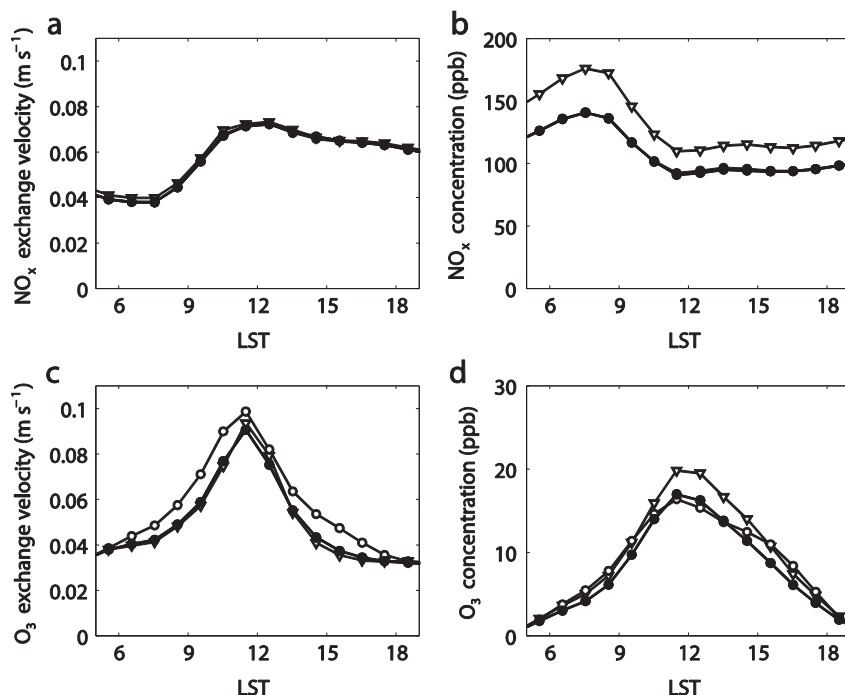 a
NOₓ exchange velocity (m s⁻¹)
0.1
0.08
0.06
0.04
0.02
0
6 9 12 15 18
LST
b
NOₓ concentration (ppb)
200
150
100
50
0
6 9 12 15 18
LST
c
O₃ exchange velocity (m s⁻¹)
0.1
0.08
0.06
0.04
0.02
0
6 9 12 15 18
LST
d
O₃ concentration (ppb)
30
20
10
0
6 9 12 15 18
LST